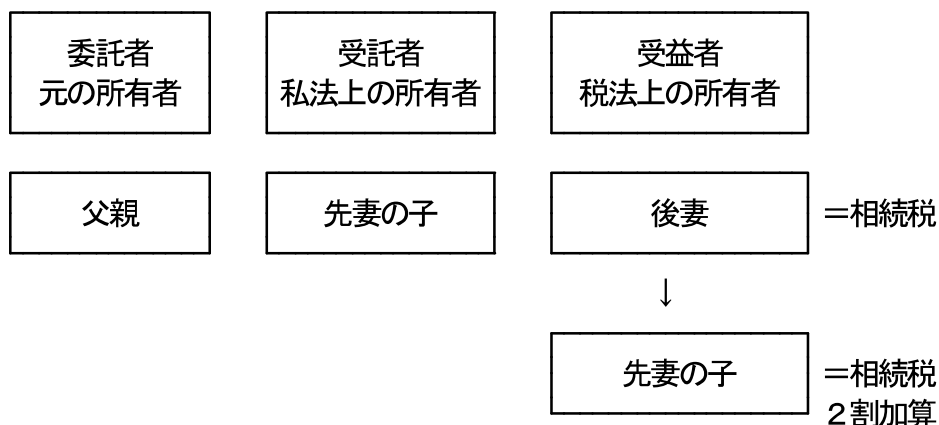 委託者
元の所有者
受託者
私法上の所有者
受益者
税法上の所有者
父親
先妻の子
後妻
＝相続税
↓
先妻の子
＝相続税
２割加算